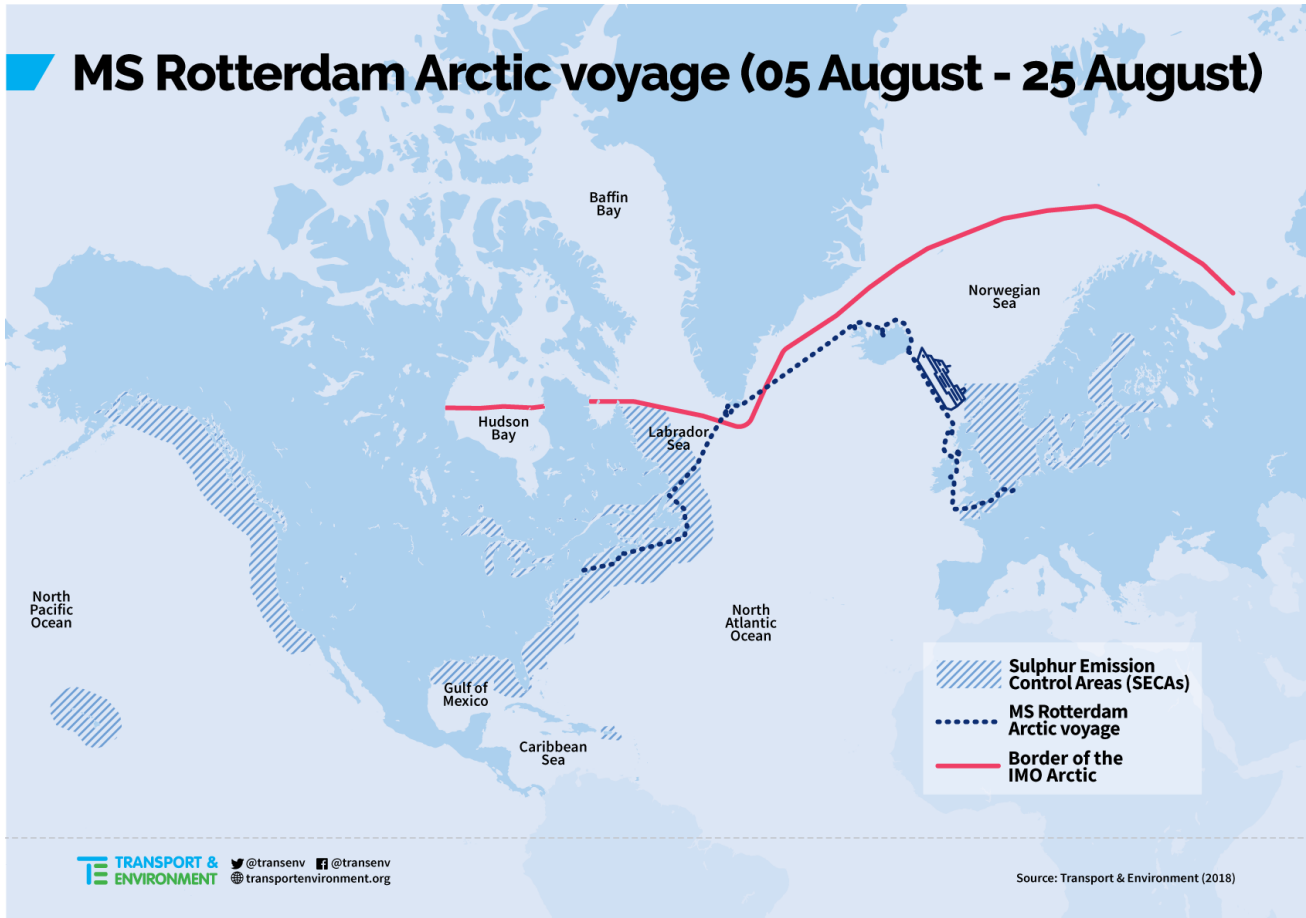 MS Rotterdam Arctic voyage (05 August - 25 August)
Baffin
Bay
Norwegian
Sea
Hudson
Bay
Labrador
Sea
North
Pacific
Ocean
North
Atlantic
Ocean
Gulf of
Mexico
Caribbean
Sea
Sulphur Emission
Control Areas (SECAs)
MS Rotterdam
Arctic voyage
Border of the
IMO Arctic
TE TRANSPORT &
ENVIRONMENT
@transenv @transenv
transportenvironment.org
Source: Transport & Environment (2018)